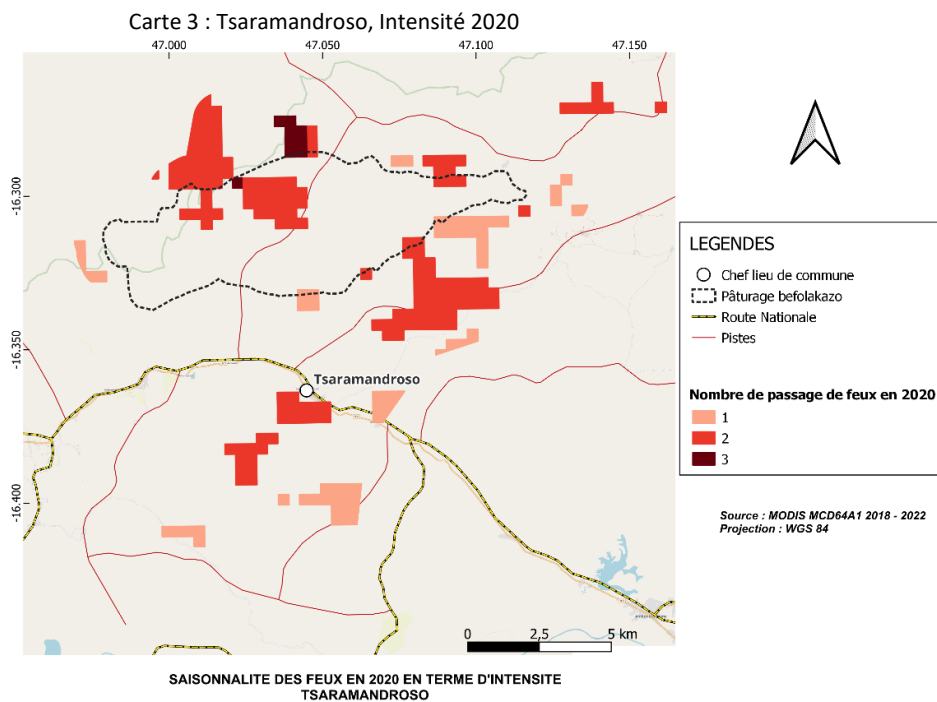 Carte 3 : Tsaramandroso, Intensité 2020
47.000 47.050 47.100 47.150
-16.300
-16.350
-16.400
Tsaramandroso
LEGENDES
Chef lieu de commune
Pâturage befolakazo
Route Nationale
Pistes
Nombre de passage de feux en 2020
1
2
3
Source : MODIS MCD64A1 2018 - 2022
Projection : WGS 84
0 2,5 5 km
SAISONNALITE DES FEUX EN 2020 EN TERME D'INTENSITE
TSARAMANDROSO